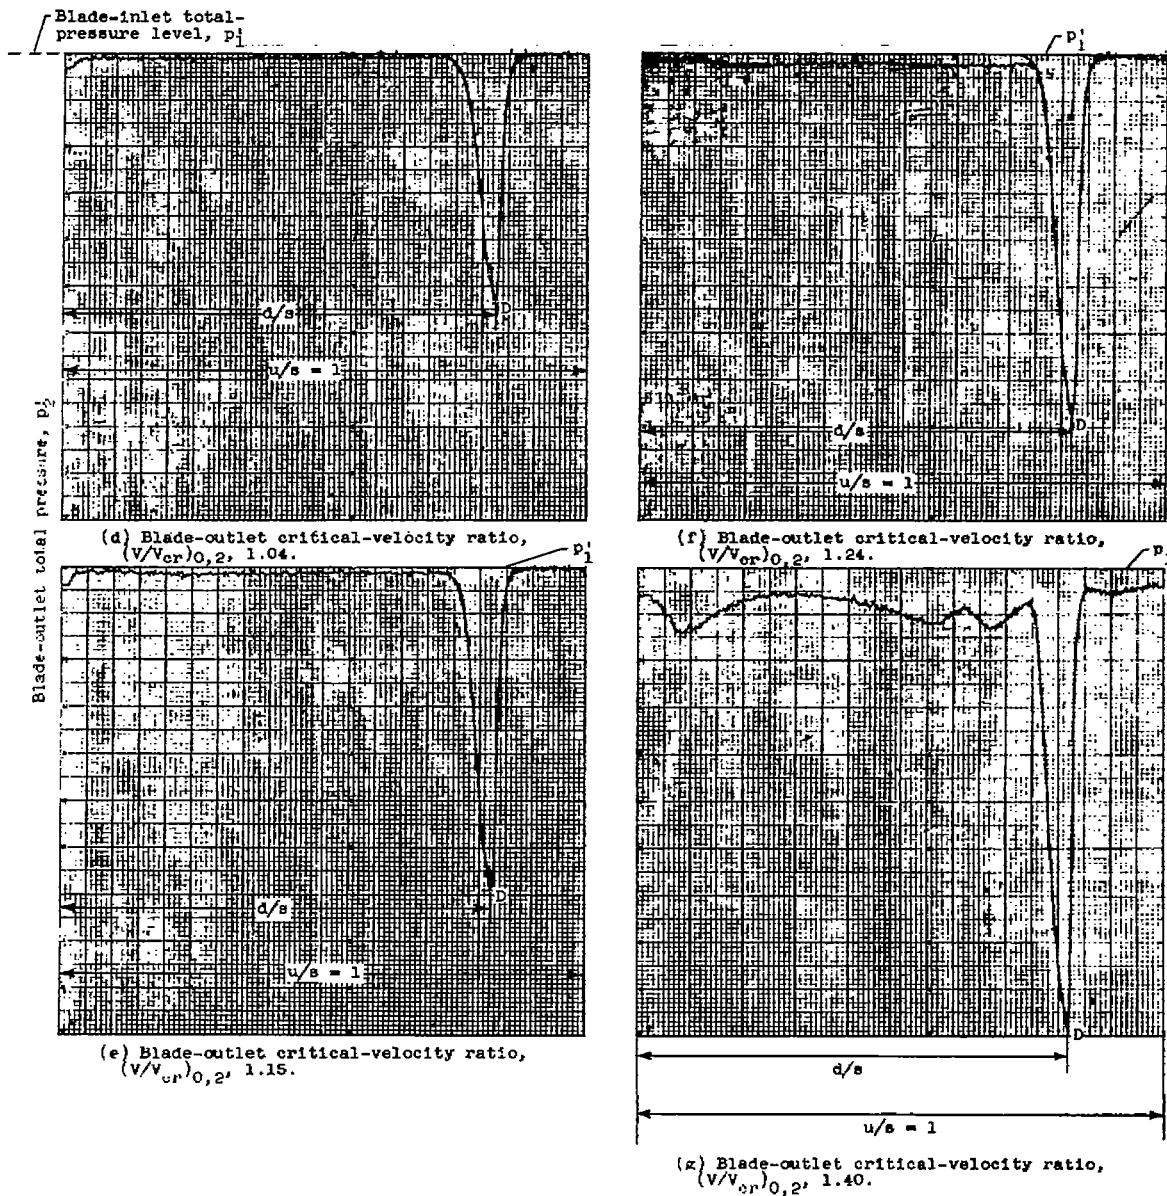 Blade-inlet total-
pressure level, p'1
p'1
Blade-outlet total pressure, p'2
D
d/s
u/s = 1
(d) Blade-outlet critical-velocity ratio,
(V/Vcr)0,2, 1.04.
D
d/s
u/s = 1
(f) Blade-outlet critical-velocity ratio,
(V/Vcr)0,2, 1.24.
p'1
D
d/s
u/s = 1
(e) Blade-outlet critical-velocity ratio,
(V/Vcr)0,2, 1.15.
p
D
d/s
u/s = 1
(g) Blade-outlet critical-velocity ratio,
(V/Vcr)0,2, 1.40.